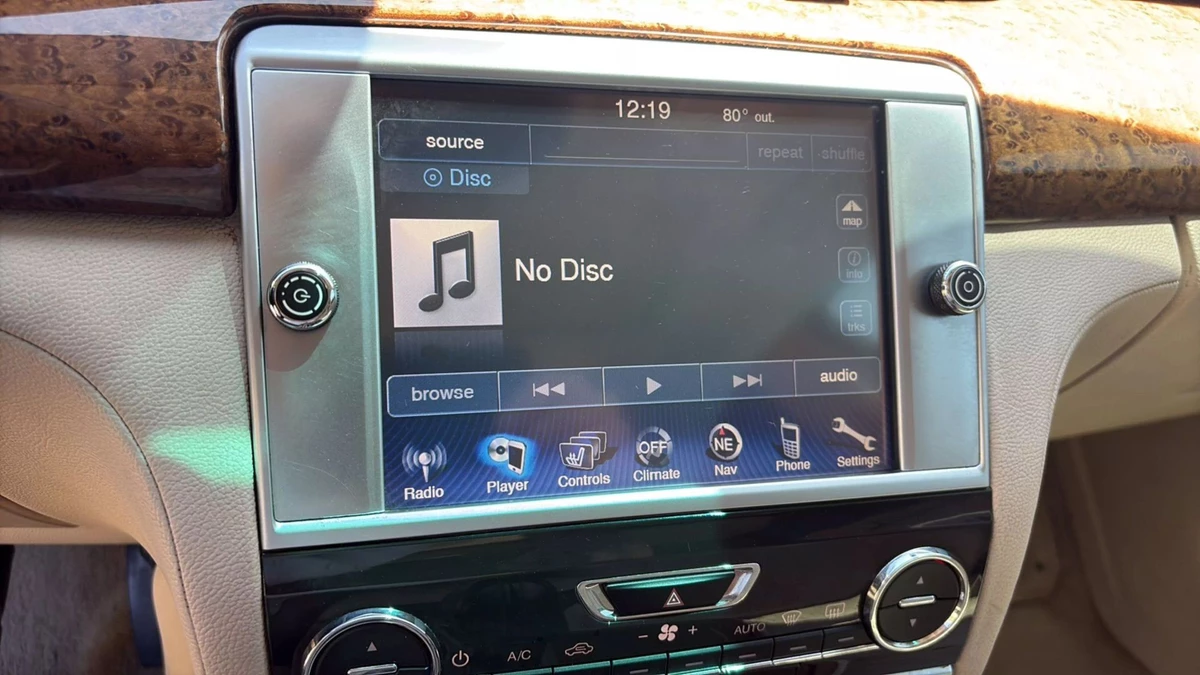 12:19 80° out.
source repeat shuffle
Disc
map
No Disc
info
trks
browse audio
OFF NE
Radio Player Controls Climate Nav Phone Settings
− + AUTO
A/C